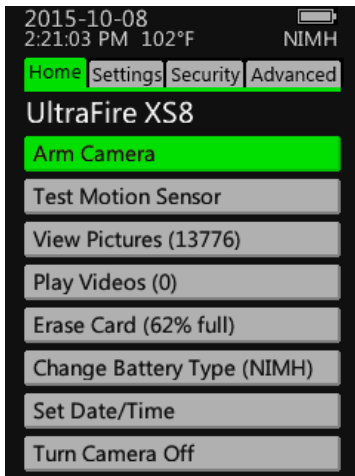 2015-10-08
2:21:03 PM 102°F NIMH
Home Settings Security Advanced
UltraFire XS8
Arm Camera
Test Motion Sensor
View Pictures (13776)
Play Videos (0)
Erase Card (62% full)
Change Battery Type (NIMH)
Set Date/Time
Turn Camera Off